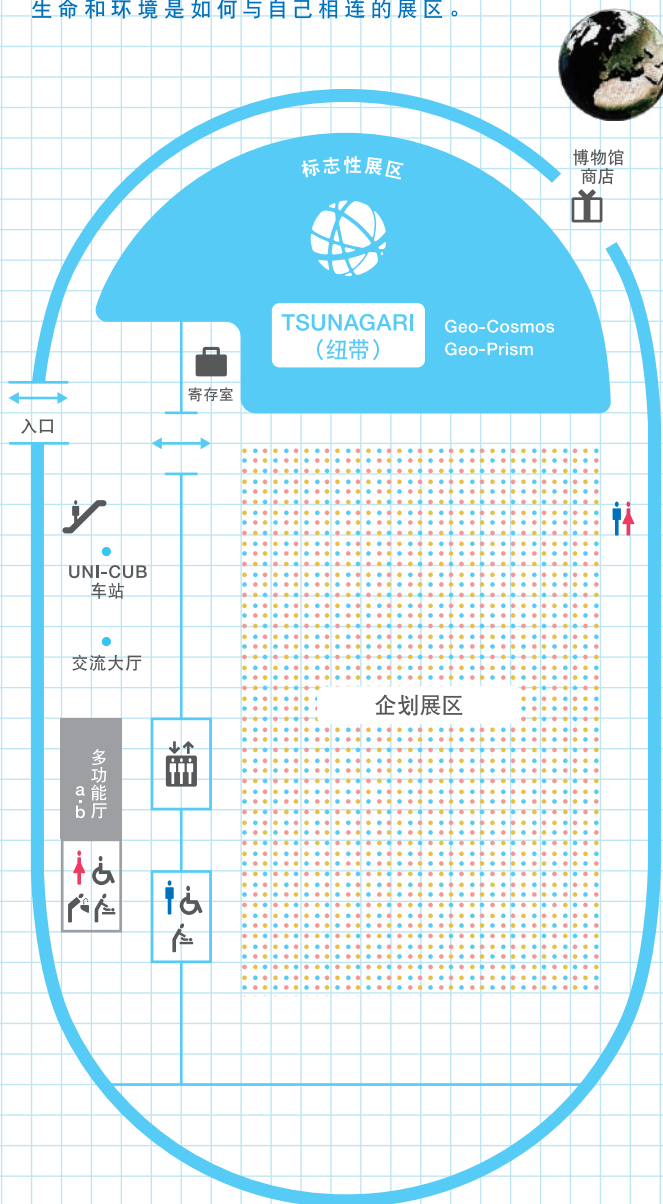 生命和环境是如何与自己相连的展区。
博物馆
商店
标志性展区
TSUNAGARI
（纽带）
Geo-Cosmos
Geo-Prism
寄存室
入口
UNI-CUB
车站
交流大厅
企划展区
多功能厅
a・b